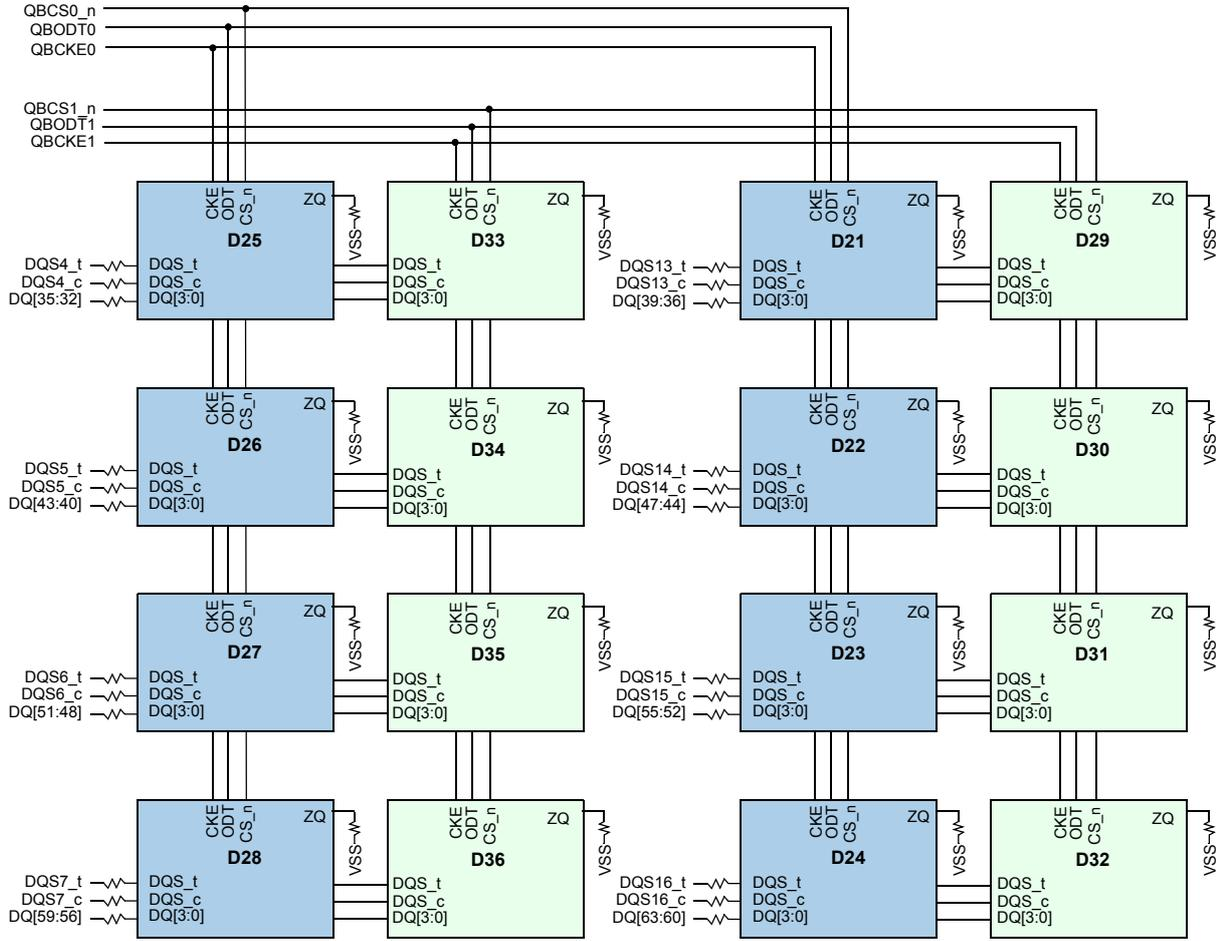 QBCS0_n
QBODT0
QBCKE0
QBCS1_n
QBODT1
QBCKE1
CKE ODT CS_n ZQ VSS
D25
DQS4_t DQS_t
DQS4_c DQS_c
DQ[35:32] DQ[3:0]
CKE ODT CS_n ZQ VSS
D33
DQS_t
DQS_c
DQ[3:0]
CKE ODT CS_n ZQ VSS
D21
DQS13_t DQS_t
DQS13_c DQS_c
DQ[39:36] DQ[3:0]
CKE ODT CS_n ZQ VSS
D29
DQS_t
DQS_c
DQ[3:0]
CKE ODT CS_n ZQ VSS
D26
DQS5_t DQS_t
DQS5_c DQS_c
DQ[43:40] DQ[3:0]
CKE ODT CS_n ZQ VSS
D34
DQS_t
DQS_c
DQ[3:0]
CKE ODT CS_n ZQ VSS
D22
DQS14_t DQS_t
DQS14_c DQS_c
DQ[47:44] DQ[3:0]
CKE ODT CS_n ZQ VSS
D30
DQS_t
DQS_c
DQ[3:0]
CKE ODT CS_n ZQ VSS
D27
DQS6_t DQS_t
DQS6_c DQS_c
DQ[51:48] DQ[3:0]
CKE ODT CS_n ZQ VSS
D35
DQS_t
DQS_c
DQ[3:0]
CKE ODT CS_n ZQ VSS
D23
DQS15_t DQS_t
DQS15_c DQS_c
DQ[55:52] DQ[3:0]
CKE ODT CS_n ZQ VSS
D31
DQS_t
DQS_c
DQ[3:0]
CKE ODT CS_n ZQ VSS
D28
DQS7_t DQS_t
DQS7_c DQS_c
DQ[59:56] DQ[3:0]
CKE ODT CS_n ZQ VSS
D36
DQS_t
DQS_c
DQ[3:0]
CKE ODT CS_n ZQ VSS
D24
DQS16_t DQS_t
DQS16_c DQS_c
DQ[63:60] DQ[3:0]
CKE ODT CS_n ZQ VSS
D32
DQS_t
DQS_c
DQ[3:0]